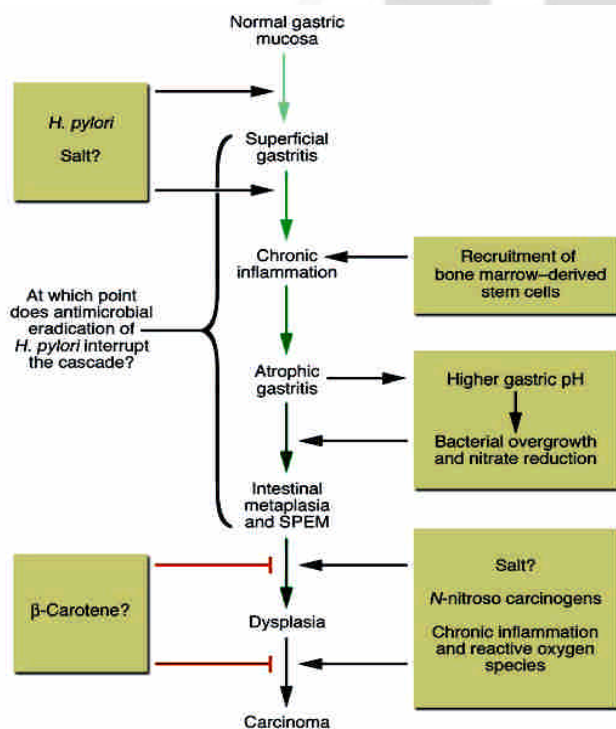 Normal gastric
mucosa
H. pylori
Salt?
Superficial
gastritis
Chronic
inflammation
Recruitment of
bone marrow–derived
stem cells
At which point
does antimicrobial
eradication of
H. pylori interrupt
the cascade?
Atrophic
gastritis
Higher gastric pH
Bacterial overgrowth
and nitrate reduction
Intestinal
metaplasia
and SPEM
β-Carotene?
Salt?
N-nitroso carcinogens
Chronic inflammation
and reactive oxygen
species
Dysplasia
Carcinoma